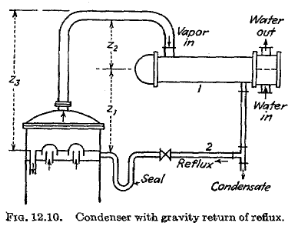 Vapor in
Water out
z₃
z₂
z₁
1
Water in
2
Reflux
Seal
Condensate
FIG. 12.10. Condenser with gravity return of reflux.